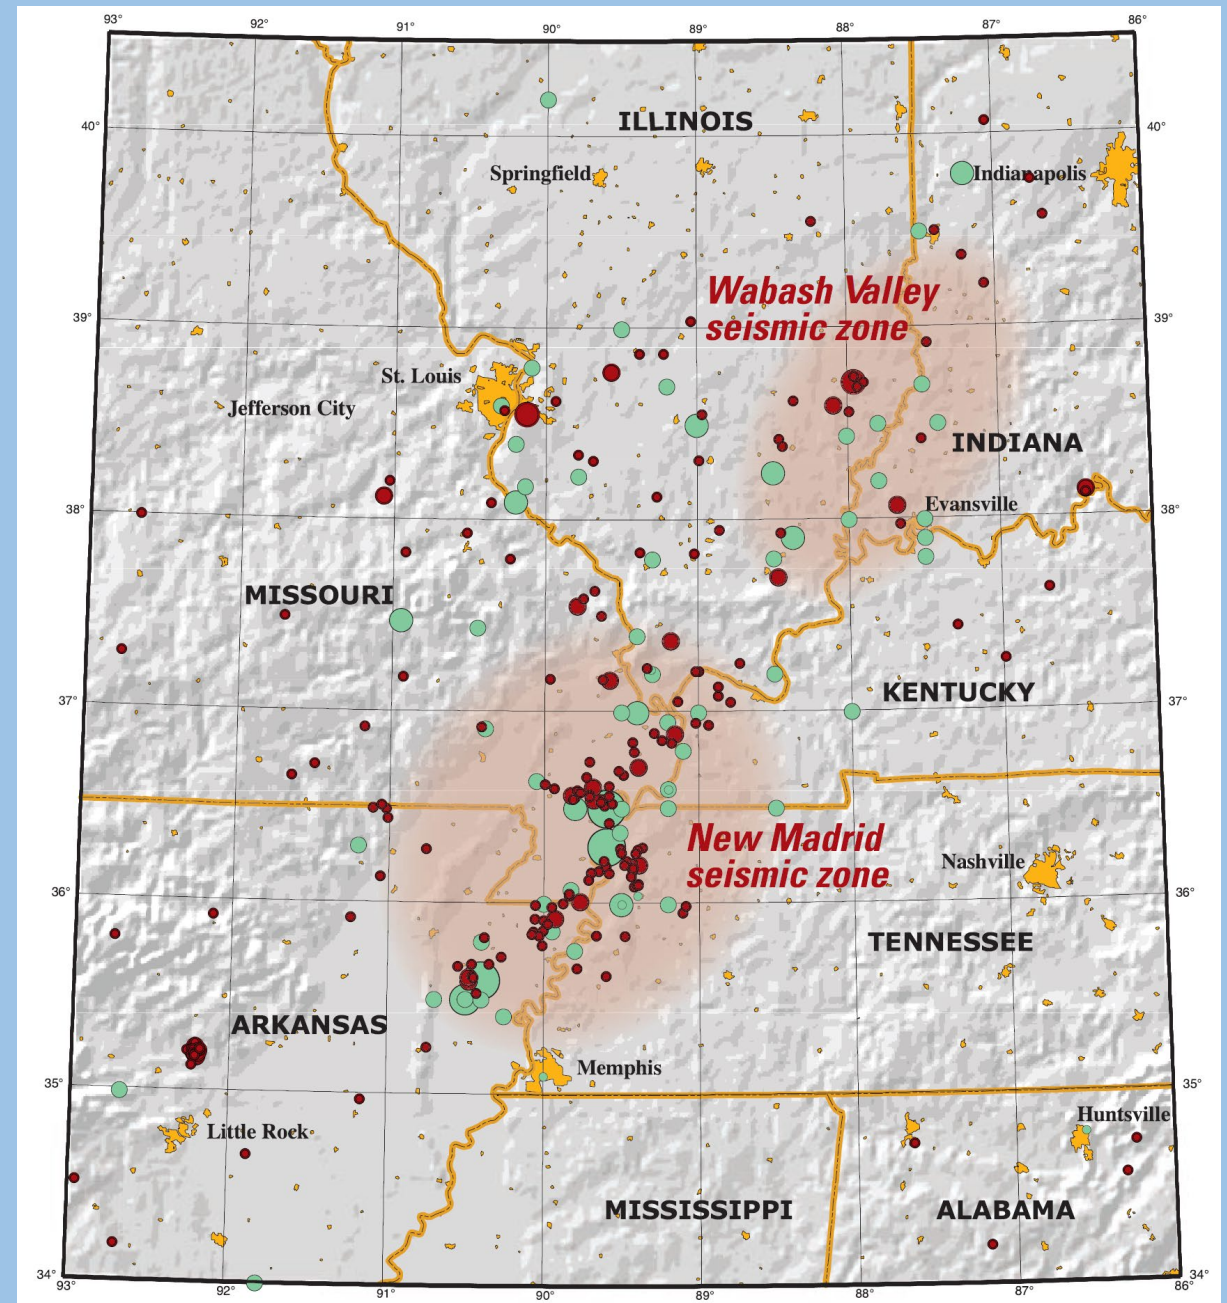 93°
92°
91°
90°
89°
88°
87°
86°
ILLINOIS
40°
40°
Springfield
Indianapolis
Wabash Valley
seismic zone
39°
39°
St. Louis
Jefferson City
INDIANA
Evansville
38°
38°
MISSOURI
KENTUCKY
37°
37°
New Madrid
seismic zone
Nashville
36°
36°
TENNESSEE
ARKANSAS
Memphis
35°
35°
Huntsville
Little Rock
MISSISSIPPI
ALABAMA
34°
34°
93°
92°
91°
90°
89°
88°
87°
86°